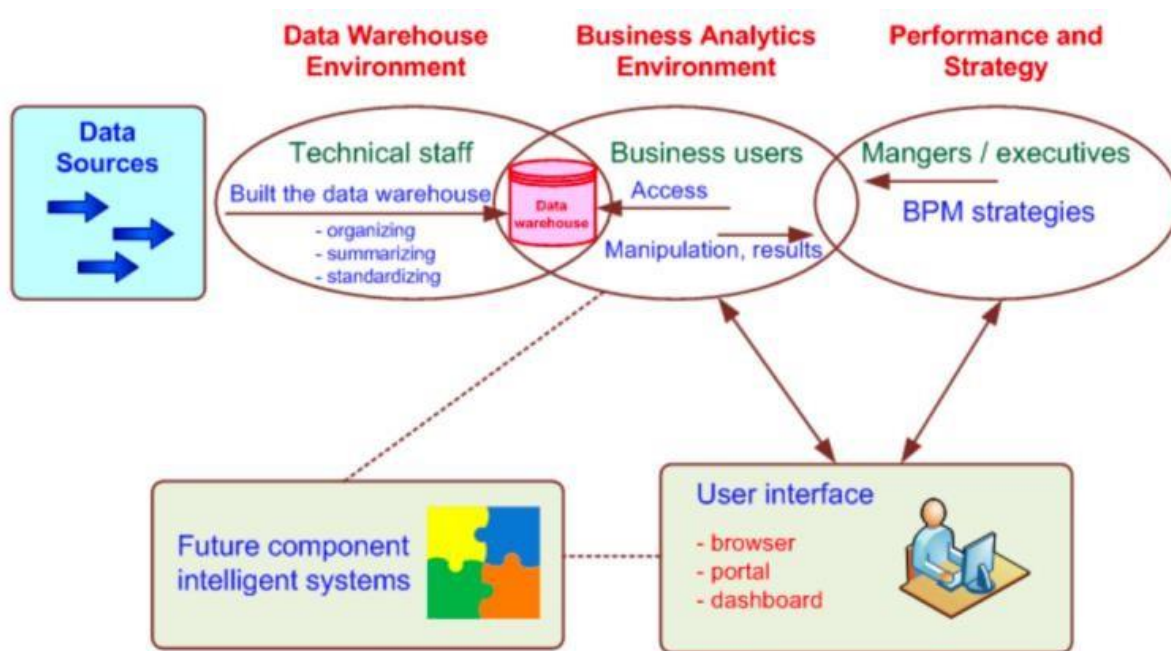 Data Warehouse
Environment
Business Analytics
Environment
Performance and
Strategy
Data
Sources
Technical staff
Built the data warehouse
- organizing
- summarizing
- standardizing
Data
warehouse
Business users
Access
Manipulation, results
Mangers / executives
BPM strategies
Future component
intelligent systems
User interface
- browser
- portal
- dashboard